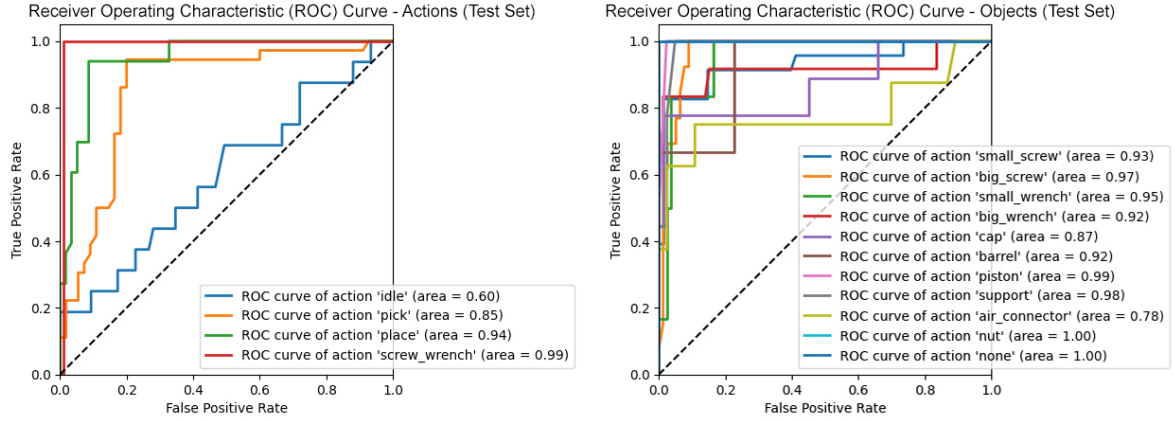 Receiver Operating Characteristic (ROC) Curve - Actions (Test Set)
1.0
0.8
0.6
0.4
0.2
0.0
True Positive Rate
ROC curve of action 'idle' (area = 0.60)
ROC curve of action 'pick' (area = 0.85)
ROC curve of action 'place' (area = 0.94)
ROC curve of action 'screw_wrench' (area = 0.99)
0.0 0.2 0.4 0.6 0.8 1.0
False Positive Rate
Receiver Operating Characteristic (ROC) Curve - Objects (Test Set)
1.0
0.8
0.6
0.4
0.2
0.0
True Positive Rate
ROC curve of action 'small_screw' (area = 0.93)
ROC curve of action 'big_screw' (area = 0.97)
ROC curve of action 'small_wrench' (area = 0.95)
ROC curve of action 'big_wrench' (area = 0.92)
ROC curve of action 'cap' (area = 0.87)
ROC curve of action 'barrel' (area = 0.92)
ROC curve of action 'piston' (area = 0.99)
ROC curve of action 'support' (area = 0.98)
ROC curve of action 'air_connector' (area = 0.78)
ROC curve of action 'nut' (area = 1.00)
ROC curve of action 'none' (area = 1.00)
0.0 0.2 0.4 0.6 0.8 1.0
False Positive Rate